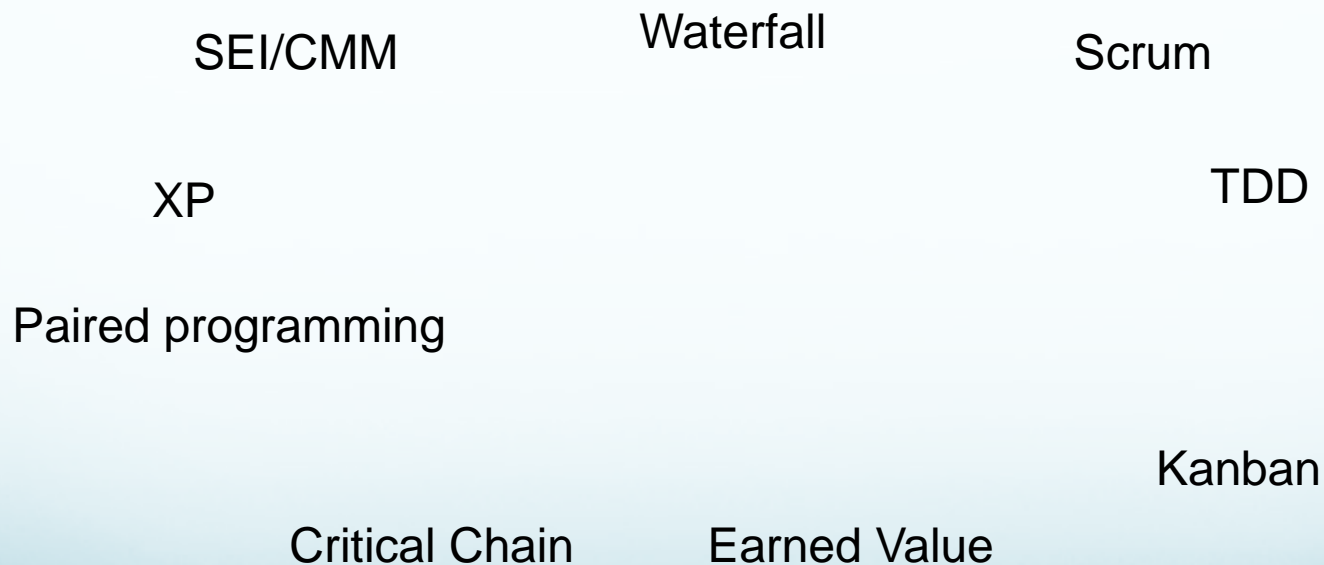 Waterfall
SEI/CMM
Scrum
XP
TDD
Paired programming
Kanban
Critical Chain
Earned Value